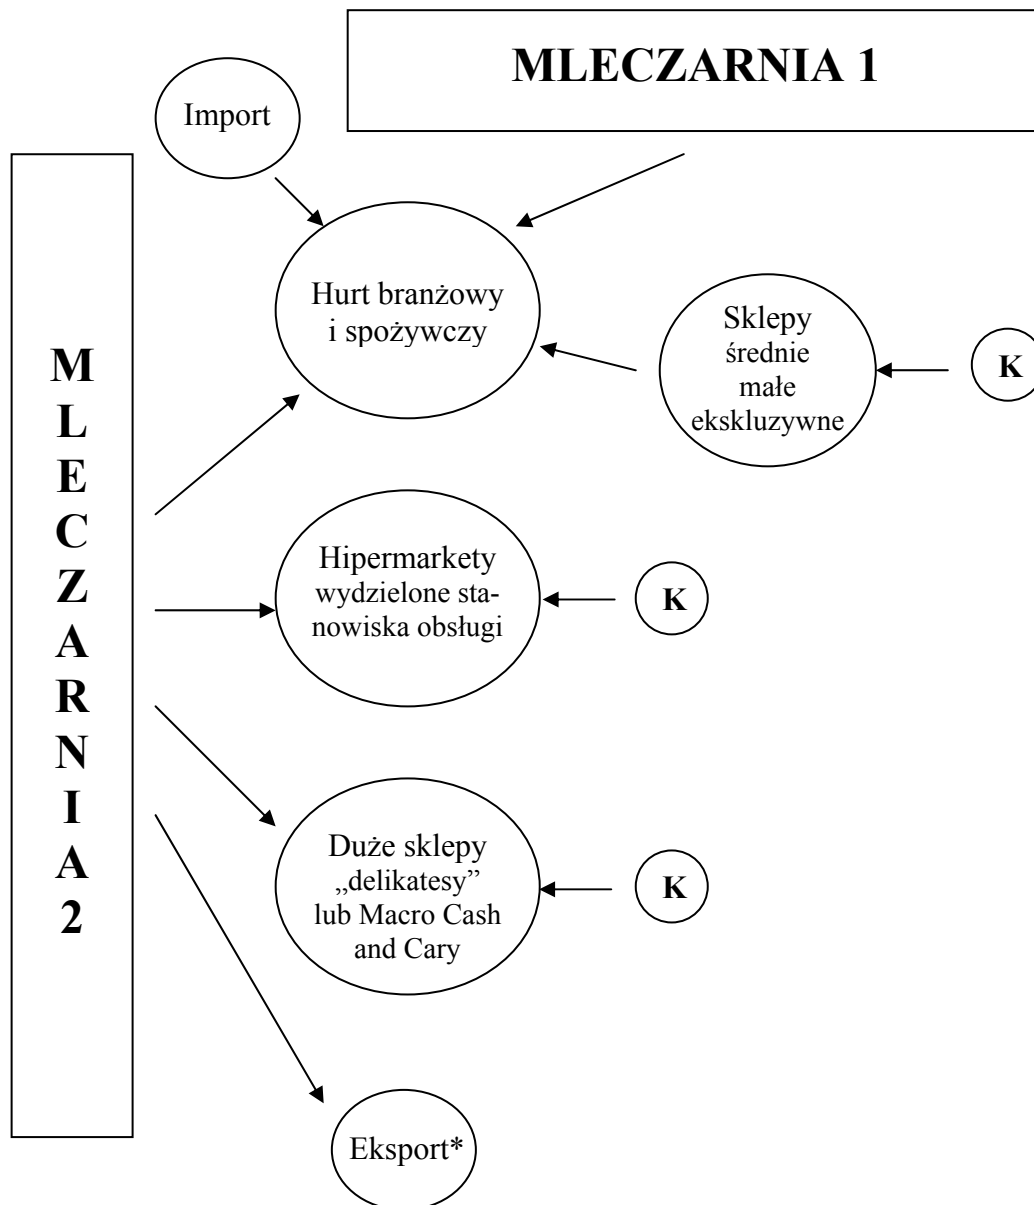 MLECZARNIA 1
Import
M
L
E
C
Z
A
R
N
I
A
2
Hurt branżowy
i spożywczy
Sklepy
średnie
małe
ekskluzywne
K
Hipermarkety
wydzielone sta-
nowiska obsługi
K
Duże sklepy
„delikatesy”
lub Macro Cash
and Cary
K
Eksport*